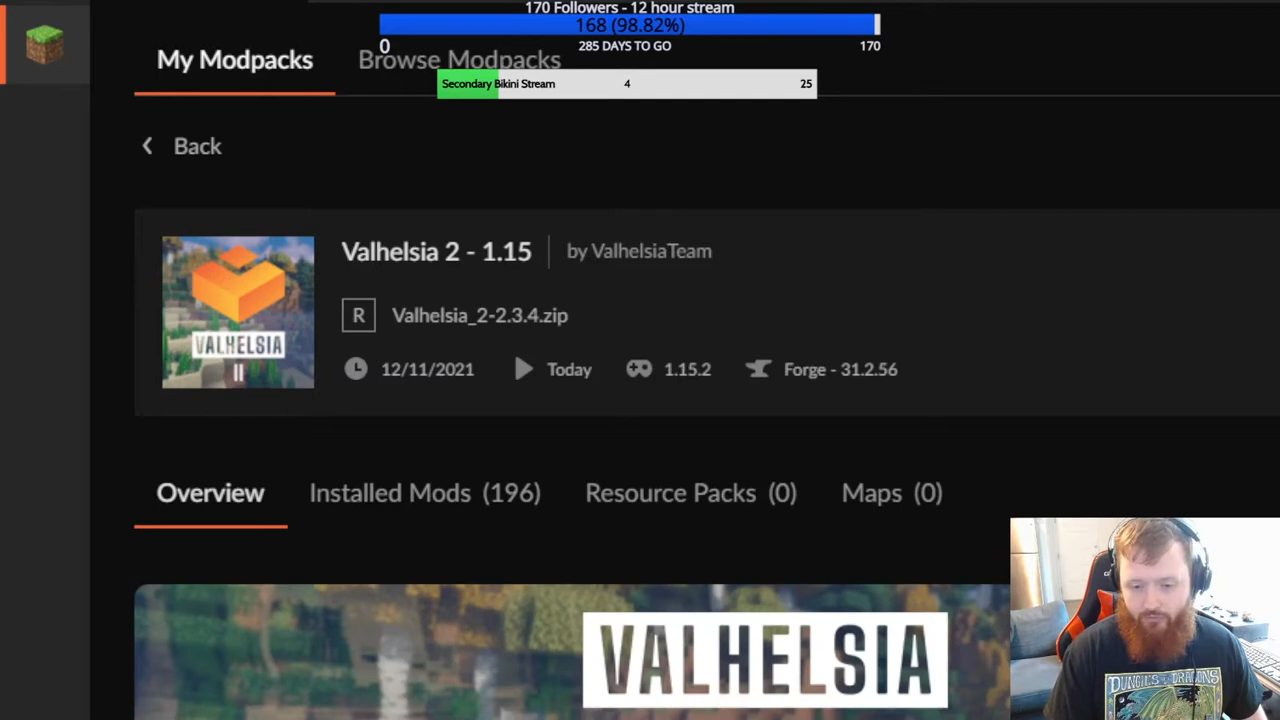 170 Followers - 12 hour stream
168 (98.82%)
0 285 DAYS TO GO 170
My Modpacks Browse Modpacks
Secondary Bikini Stream 4 25
Back
Valhelsia 2 - 1.15 by ValhelsiaTeam
R Valhelsia_2-2.3.4.zip
12/11/2021 Today 1.15.2 Forge - 31.2.56
VALHELSIA
II
Overview Installed Mods (196) Resource Packs (0) Maps (0)
VALHELSIA
DUNGIES & DRAGONS